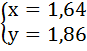 x = 1,64
y = 1,86